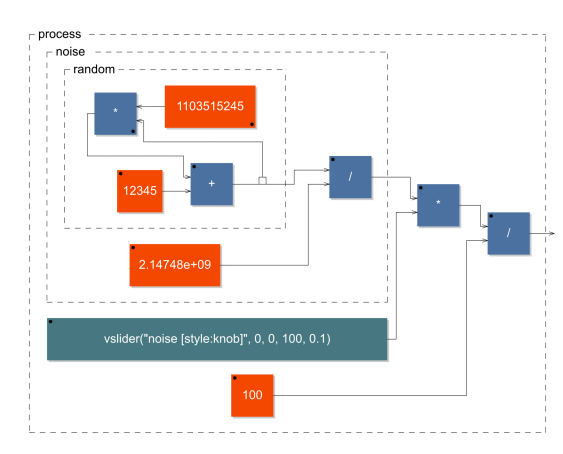 process
noise
random
*
1103515245
12345
+
/
*
/
2.14748e+09
vslider("noise [style:knob]", 0, 0, 100, 0.1)
100